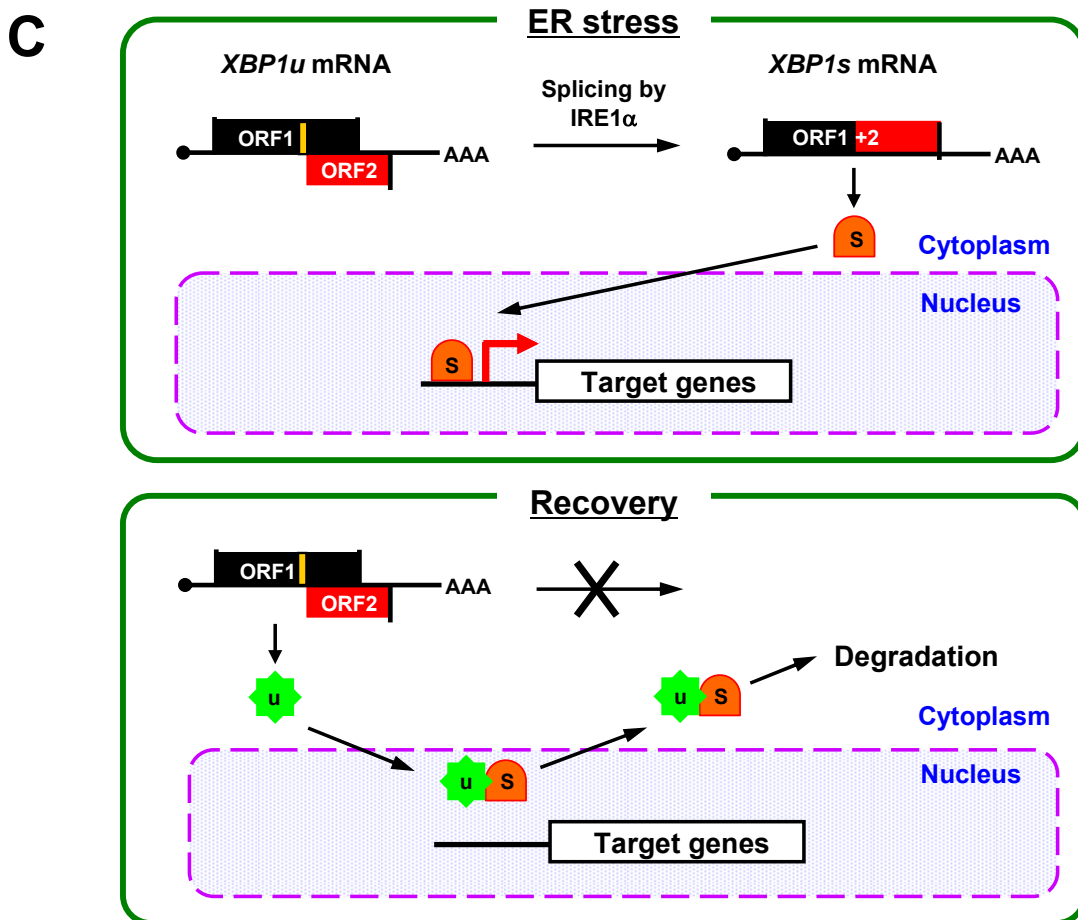 C
ER stress
XBP1u mRNA
XBP1s mRNA
Splicing by
IRE1α
ORF1
ORF2
AAA
ORF1 +2
AAA
S
Cytoplasm
Nucleus
S
Target genes
Recovery
ORF1
ORF2
AAA
Degradation
u
u S
Cytoplasm
Nucleus
u S
Target genes